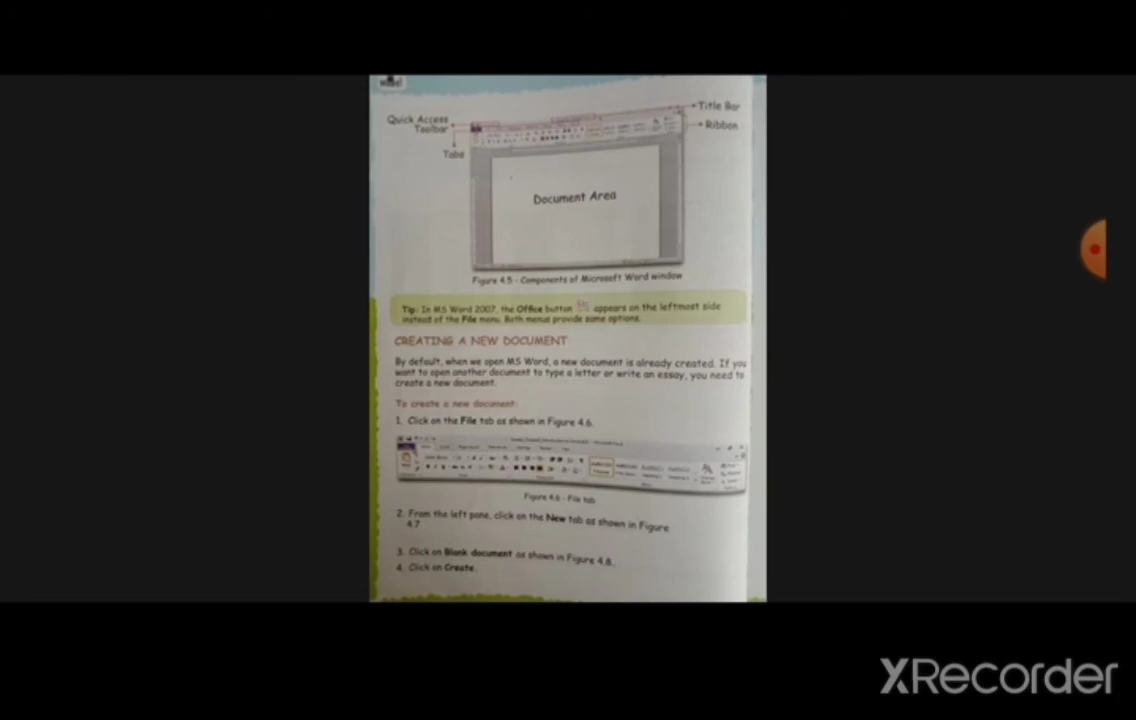 Title Bar
Quick Access
Toolbar
Ribbon
Tabs
Document Area
Figure 4.5 - Components of Microsoft Word window
Tip: In MS Word 2007, the Office button appears on the leftmost side
instead of the File menu. Both menus provide same options.
CREATING A NEW DOCUMENT
By default, when we open MS Word, a new document is already created. If you
want to open another document to type a letter or write an essay, you need to
create a new document.
To create a new document:
1. Click on the File tab as shown in Figure 4.6.
Figure 4.6 - File tab
2. From the left pane, click on the New tab as shown in Figure
4.7
3. Click on Blank document as shown in Figure 4.8.
4. Click on Create.
XRecorder